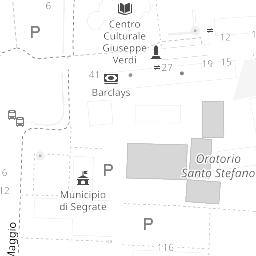 6
P
Centro
Culturale
Giuseppe
Verdi
12
15
19
27
41
Barclays
16
Oratorio
Santo Stefano
P
12
Municipio
di Segrate
P
Maggio
116